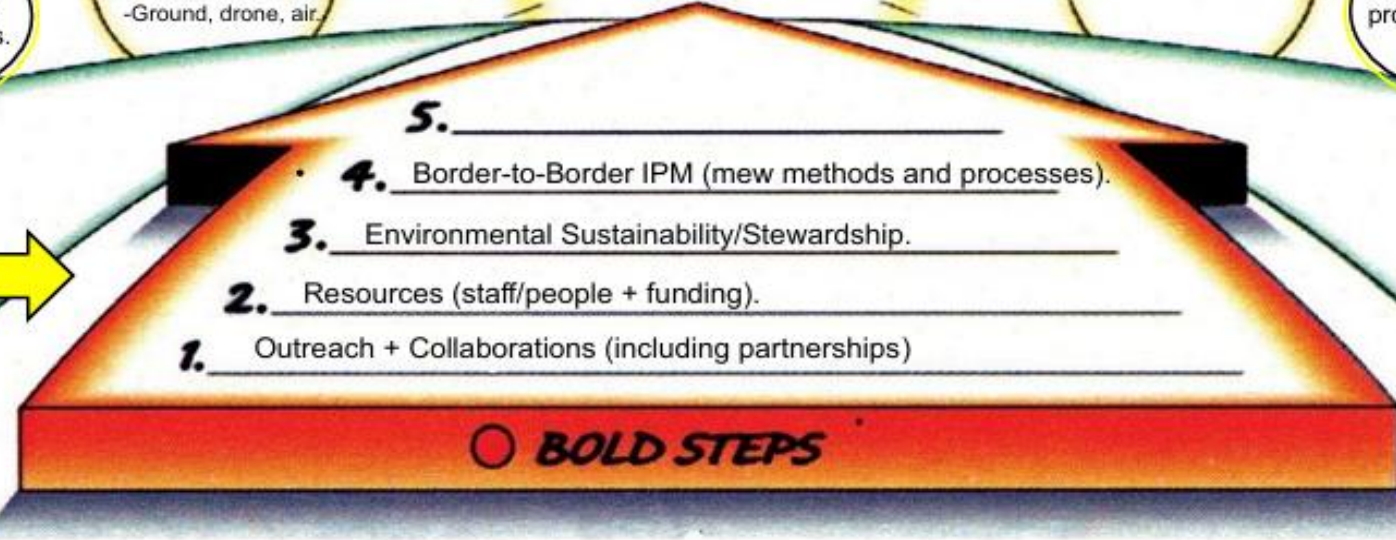 -Ground, drone, air.
s.
pro
5.
4. Border-to-Border IPM (mew methods and processes).
3. Environmental Sustainability/Stewardship.
2. Resources (staff/people + funding).
1. Outreach + Collaborations (including partnerships)
BOLD STEPS